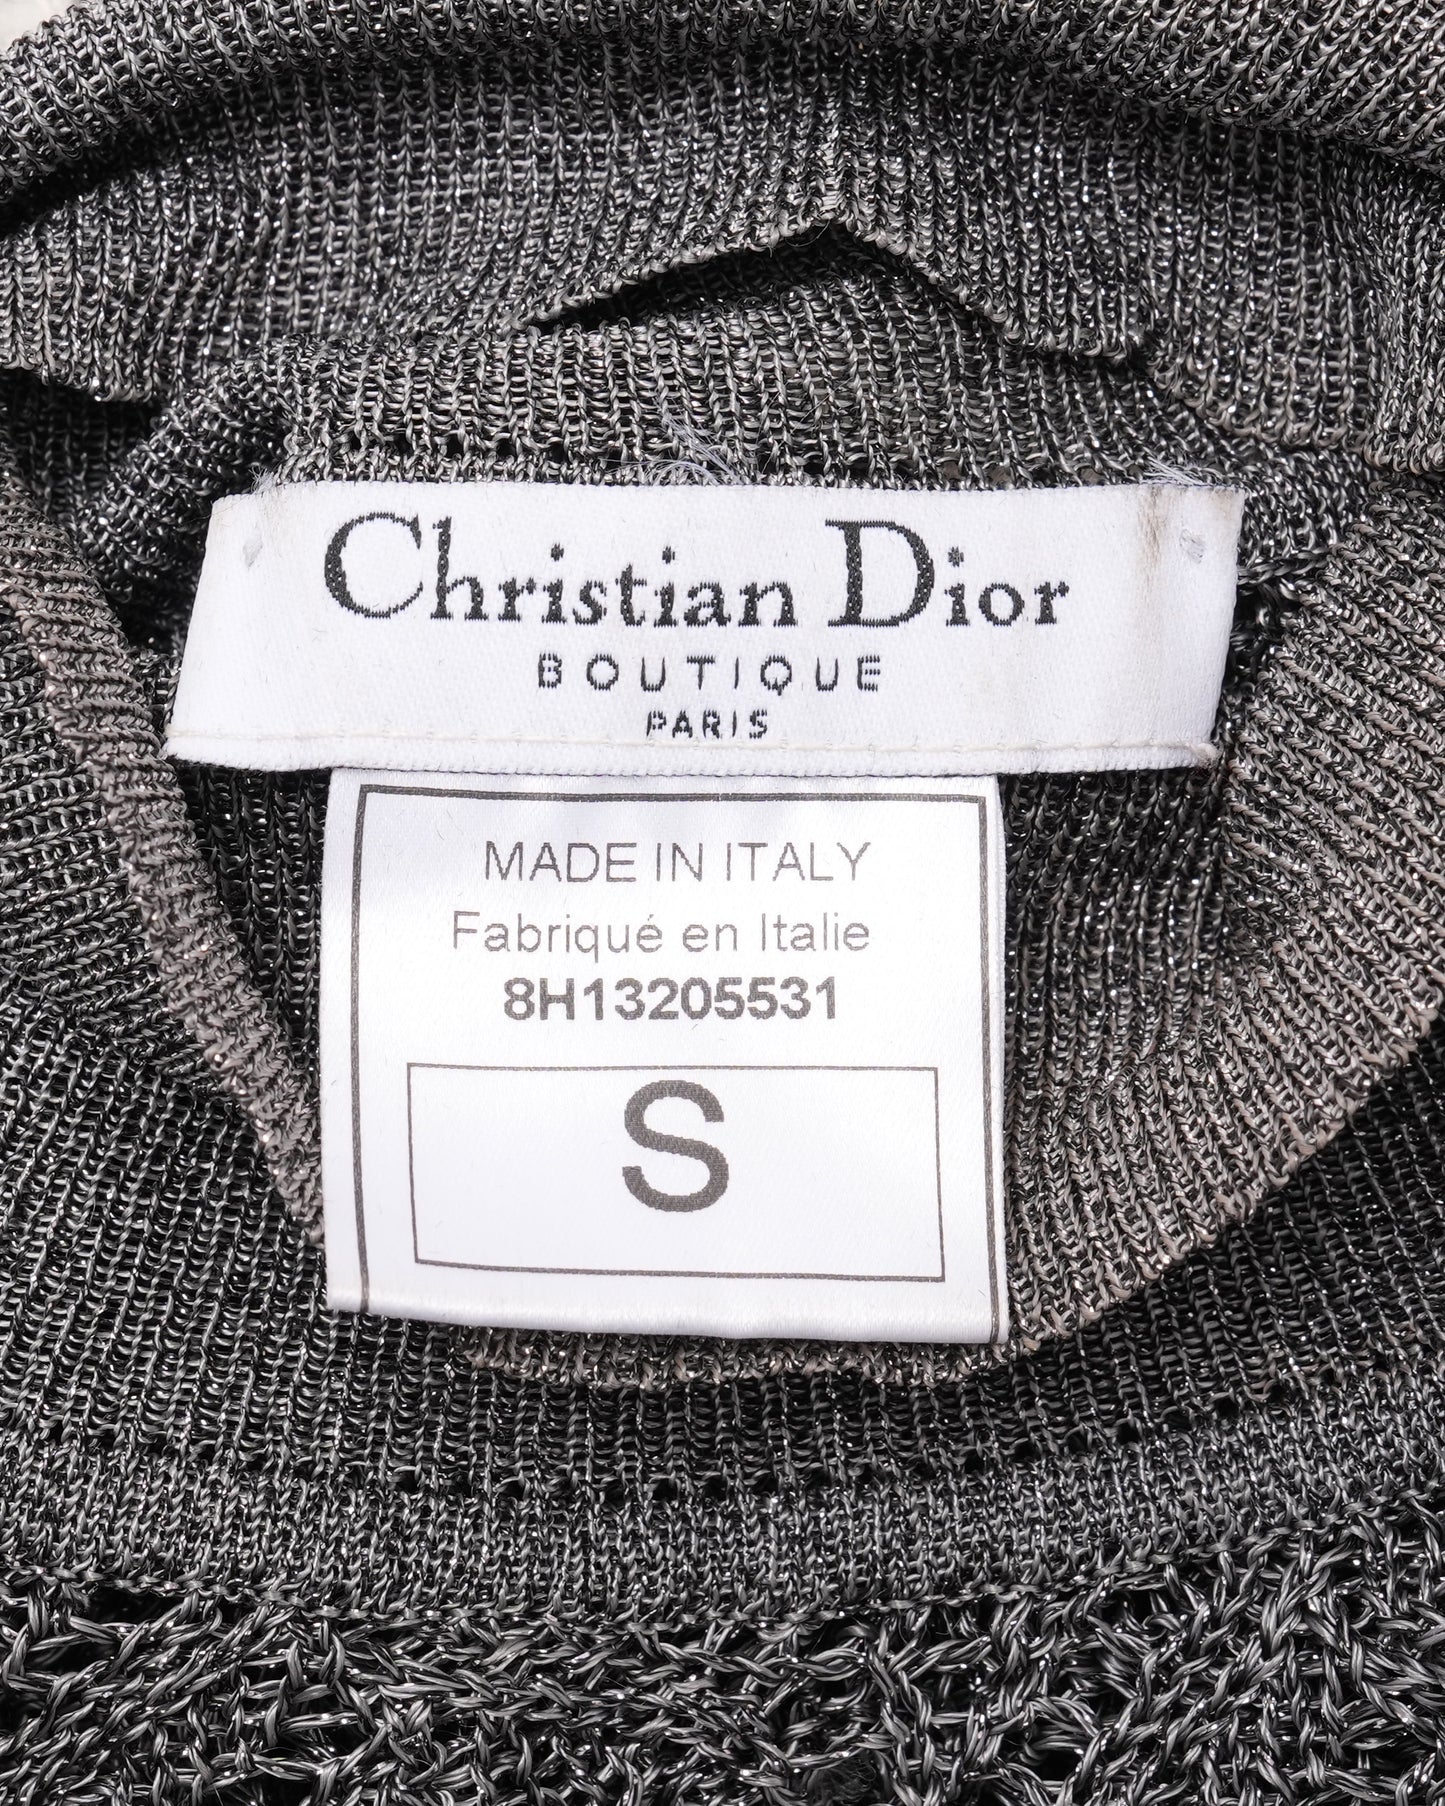 Christian Dior
BOUTIQUE
PARIS
MADE IN ITALY
Fabriqué en Italie
8H13205531
S